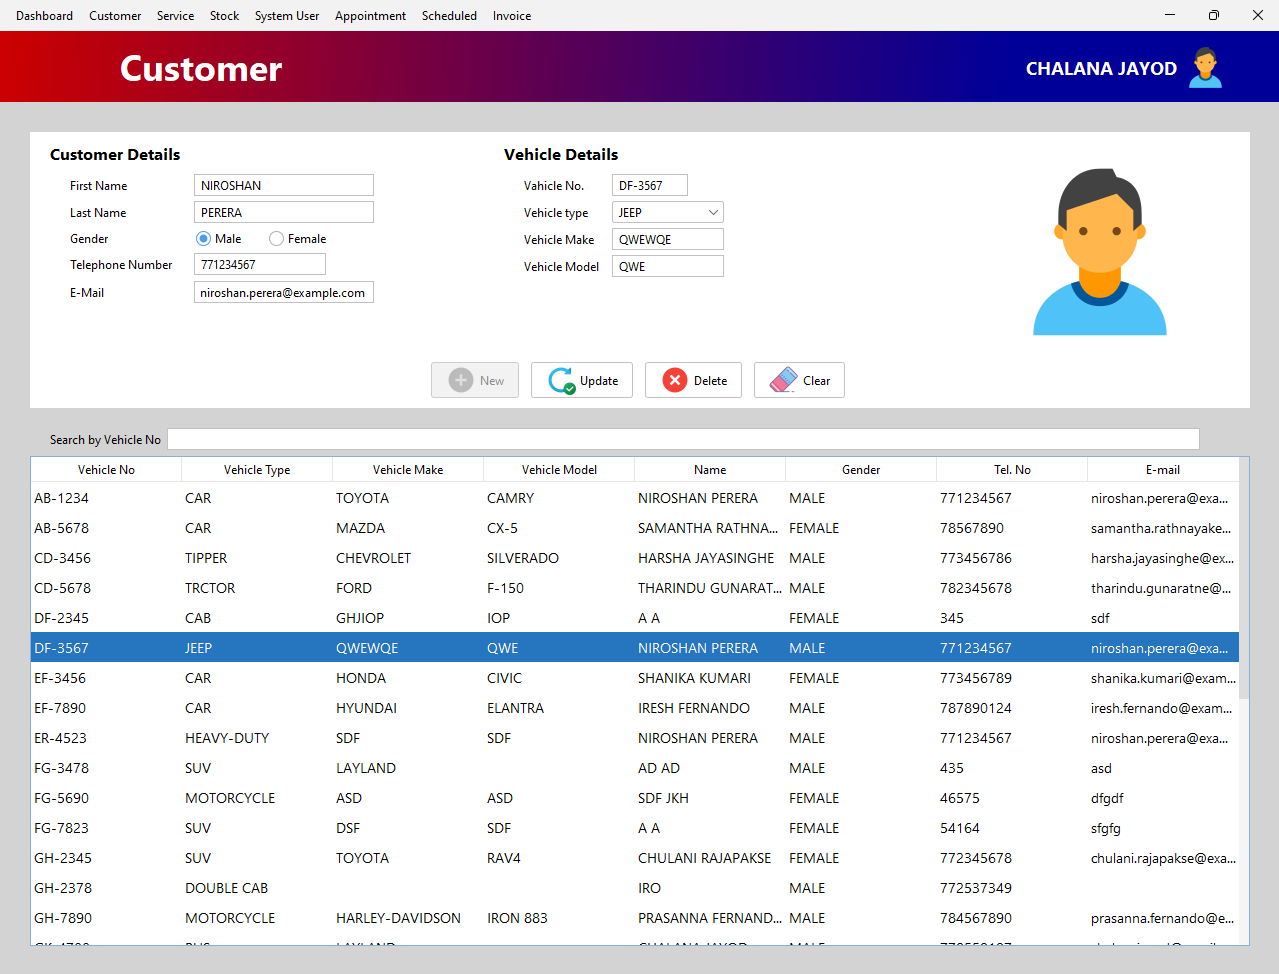 Dashboard Customer Service Stock System User Appointment Scheduled Invoice
Customer
CHALANA JAYOD
Customer Details
First Name NIROSHAN
Last Name PERERA
Gender Male Female
Telephone Number 771234567
E-Mail niroshan.perera@example.com
Vehicle Details
Vahicle No. DF-3567
Vehicle type JEEP
Vehicle Make QWEWQE
Vehicle Model QWE
New Update Delete Clear
Search by Vehicle No
Vehicle No Vehicle Type Vehicle Make Vehicle Model Name Gender Tel. No E-mail
AB-1234 CAR TOYOTA CAMRY NIROSHAN PERERA MALE 771234567 niroshan.perera@exa...
AB-5678 CAR MAZDA CX-5 SAMANTHA RATHNA... FEMALE 78567890 samantha.rathnayake...
CD-3456 TIPPER CHEVROLET SILVERADO HARSHA JAYASINGHE MALE 773456786 harsha.jayasinghe@ex...
CD-5678 TRCTOR FORD F-150 THARINDU GUNARAT... MALE 782345678 tharindu.gunaratne@...
DF-2345 CAB GHJIOP IOP A A FEMALE 345 sdf
DF-3567 JEEP QWEWQE QWE NIROSHAN PERERA MALE 771234567 niroshan.perera@exa...
EF-3456 CAR HONDA CIVIC SHANIKA KUMARI FEMALE 773456789 shanika.kumari@exam...
EF-7890 CAR HYUNDAI ELANTRA IRESH FERNANDO MALE 787890124 iresh.fernando@exam...
ER-4523 HEAVY-DUTY SDF SDF NIROSHAN PERERA MALE 771234567 niroshan.perera@exa...
FG-3478 SUV LAYLAND AD AD MALE 435 asd
FG-5690 MOTORCYCLE ASD ASD SDF JKH FEMALE 46575 dfgdf
FG-7823 SUV DSF SDF A A FEMALE 54164 sfgfg
GH-2345 SUV TOYOTA RAV4 CHULANI RAJAPAKSE FEMALE 772345678 chulani.rajapakse@exa...
GH-2378 DOUBLE CAB IRO MALE 772537349
GH-7890 MOTORCYCLE HARLEY-DAVIDSON IRON 883 PRASANNA FERNAND... MALE 784567890 prasanna.fernando@e...